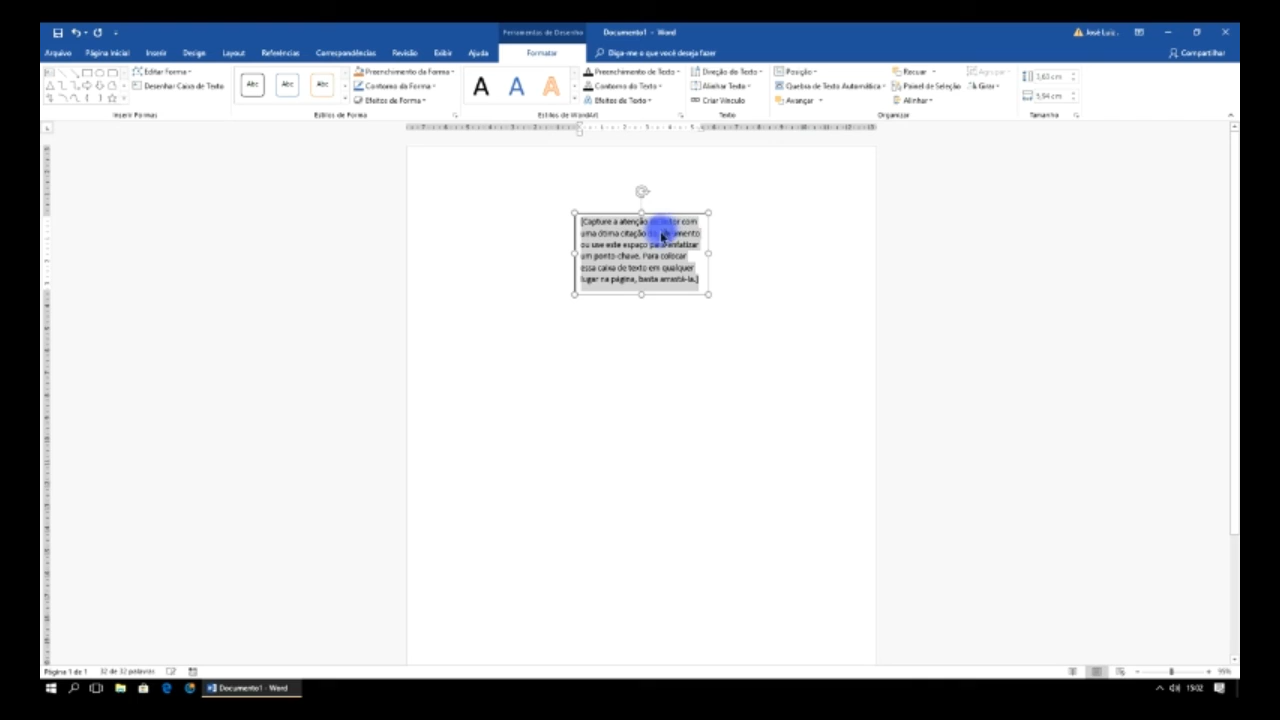 Ferramentas de Desenho
Documento1 - Word
José Luiz
Arquivo Página Inicial Inserir Design Layout Referências Correspondências Revisão Exibir Ajuda Formatar Diga-me o que você deseja fazer Compartilhar
Editar Forma
Desenhar Caixa de Texto
Inserir Formas
Abc Abc Abc
Preenchimento da Forma
Contorno da Forma
Efeitos de Forma
Estilos de Forma
A A A
Preenchimento de Texto
Contorno do Texto
Efeitos de Texto
Estilos de WordArt
Direção do Texto
Alinhar Texto
Criar Vínculo
Texto
Posição
Quebra de Texto Automática
Avançar
Recuar
Painel de Seleção
Alinhar
Agrupar
Girar
Organizar
3,63 cm
5,94 cm
Tamanho
[Capture a atenção do leitor com
uma ótima citação do documento
ou use este espaço para enfatizar
um ponto-chave. Para colocar
essa caixa de texto em qualquer
lugar na página, basta arrastá-la.]
Página 1 de 1 32 de 32 palavras
95%
Documento1 - Word
15:02